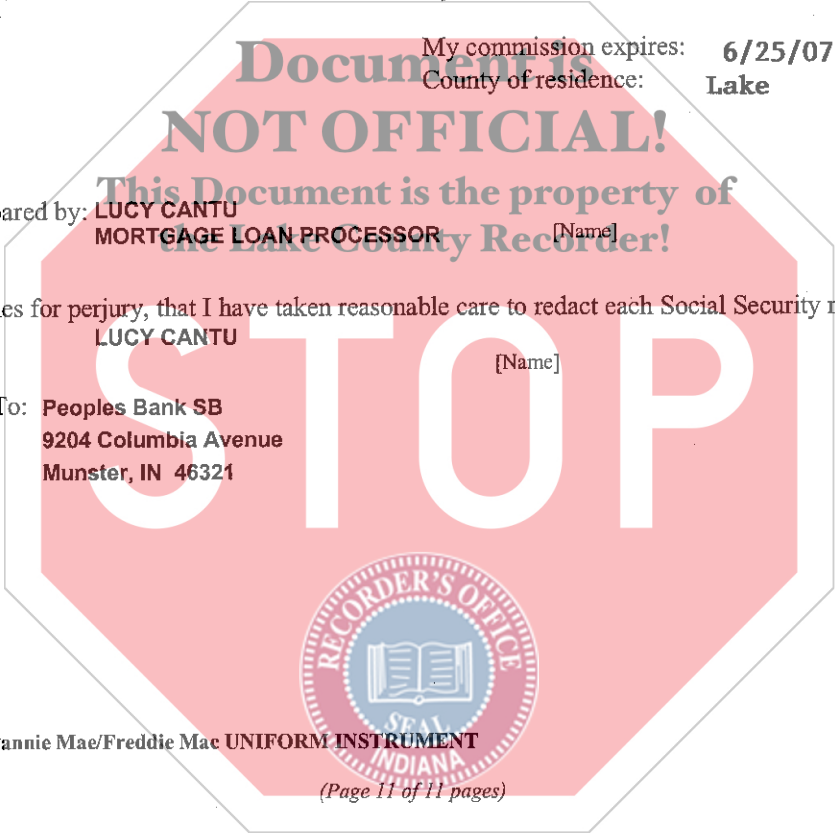 My commission expires: 6/25/07
Document is
County of residence: Lake
NOT OFFICIAL!
This Document is the property of
ared by: LUCY CANTU
MORTGAGE LOAN PROCESSOR [Name]
the Lake County Recorder!
es for perjury, that I have taken reasonable care to redact each Social Security
LUCY CANTU
[Name]
STOP
To: Peoples Bank SB
9204 Columbia Avenue
Munster, IN 46321
RECORDER'S OFFICE
SEAL
INDIANA
annie Mae/Freddie Mac UNIFORM INSTRUMENT
(Page 11 of 11 pages)